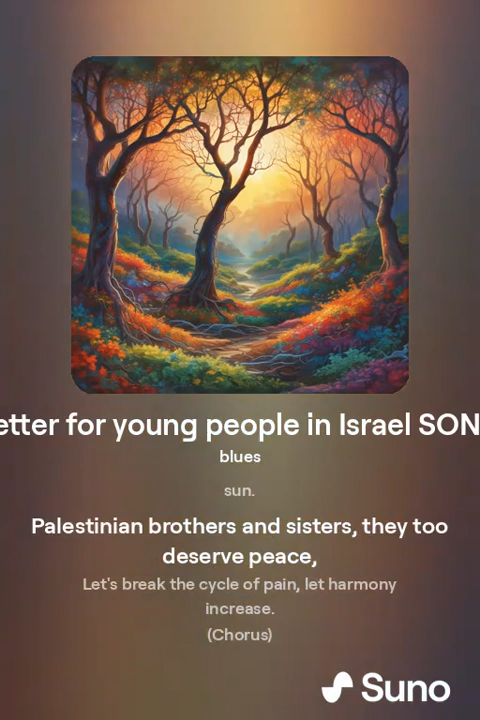 etter for young people in Israel SON
blues
sun.
Palestinian brothers and sisters, they too
deserve peace,
Let's break the cycle of pain, let harmony
increase.
(Chorus)
Suno